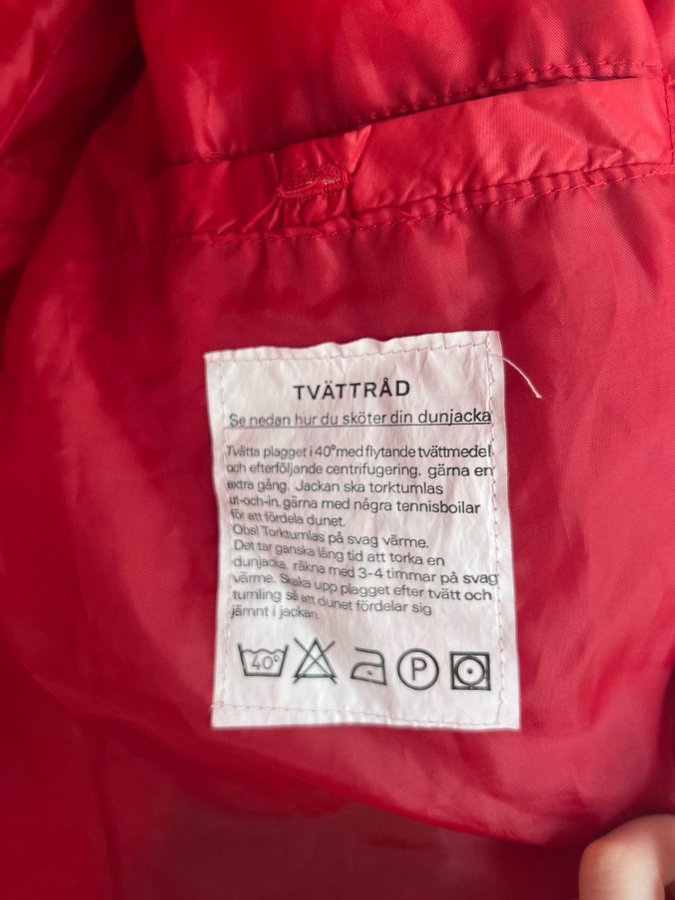 TVÄTTRÅD
Se nedan hur du sköter din dunjacka
Tvätta plagget i 40° med flytande tvättmedel
och efterföljande centrifugering, gärna en
extra gång. Jackan ska torktumlas
ut-och-in, gärna med några tennisbollar
för att fördela dunet.
Obs! Torktumlas på svag värme.
Det tar ganska lång tid att torka en
dunjacka, räkna med 3-4 timmar på svag
värme. Skaka upp plagget efter tvätt och
tumling så att dunet fördelar sig
jämnt i jackan.
40° P